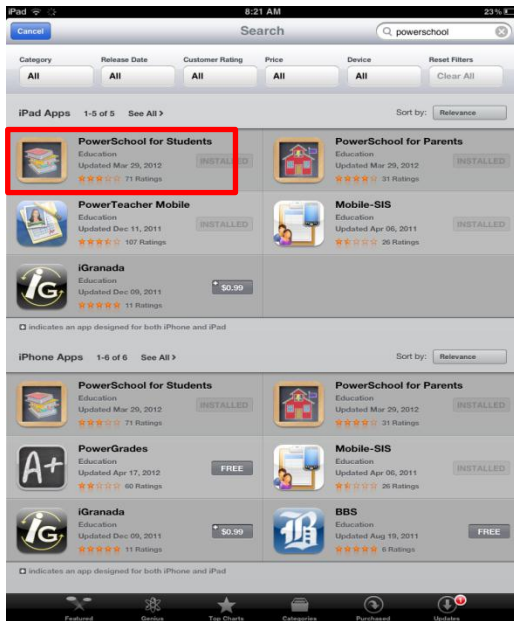 iPad 8:21 AM 23%
Cancel Search powerschool
Category Release Date Customer Rating Price Device Reset Filters
All All All All All Clear All
iPad Apps 1-5 of 5 See All > Sort by: Relevance
PowerSchool for Students
Education
Updated Mar 29, 2012 INSTALLED
71 Ratings
PowerSchool for Parents
Education
Updated Mar 29, 2012 INSTALLED
31 Ratings
PowerTeacher Mobile
Education
Updated Dec 11, 2011 INSTALLED
107 Ratings
Mobile-SIS
Education
Updated Apr 06, 2011 INSTALLED
26 Ratings
iG
iGranada
Education
Updated Dec 09, 2011 $0.99
11 Ratings
+ indicates an app designed for both iPhone and iPad
iPhone Apps 1-6 of 6 See All > Sort by: Relevance
PowerSchool for Students
Education
Updated Mar 29, 2012 INSTALLED
71 Ratings
PowerSchool for Parents
Education
Updated Mar 29, 2012 INSTALLED
31 Ratings
A+
PowerGrades
Education
Updated Apr 17, 2012 FREE
60 Ratings
Mobile-SIS
Education
Updated Apr 06, 2011 INSTALLED
26 Ratings
iG
iGranada
Education
Updated Dec 09, 2011 $0.99
11 Ratings
B
BBS
Education
Updated Aug 19, 2011 FREE
6 Ratings
+ indicates an app designed for both iPhone and iPad
Featured Genius Top Charts Categories Purchased Updates